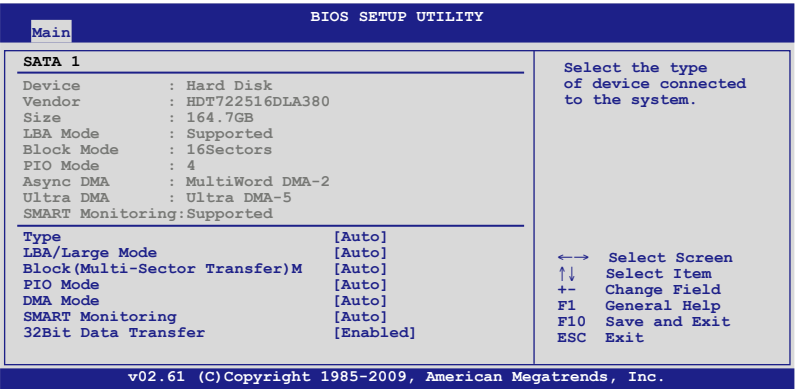 BIOS SETUP UTILITY
Main
SATA 1
Device : Hard Disk
Vendor : HDT722516DLA380
Size : 164.7GB
LBA Mode : Supported
Block Mode : 16Sectors
PIO Mode : 4
Async DMA : MultiWord DMA-2
Ultra DMA : Ultra DMA-5
SMART Monitoring:Supported
Type [Auto]
LBA/Large Mode [Auto]
Block(Multi-Sector Transfer)M [Auto]
PIO Mode [Auto]
DMA Mode [Auto]
SMART Monitoring [Auto]
32Bit Data Transfer [Enabled]
Select the type
of device connected
to the system.
←→ Select Screen
↑↓ Select Item
+- Change Field
F1 General Help
F10 Save and Exit
ESC Exit
v02.61 (C)Copyright 1985-2009, American Megatrends, Inc.